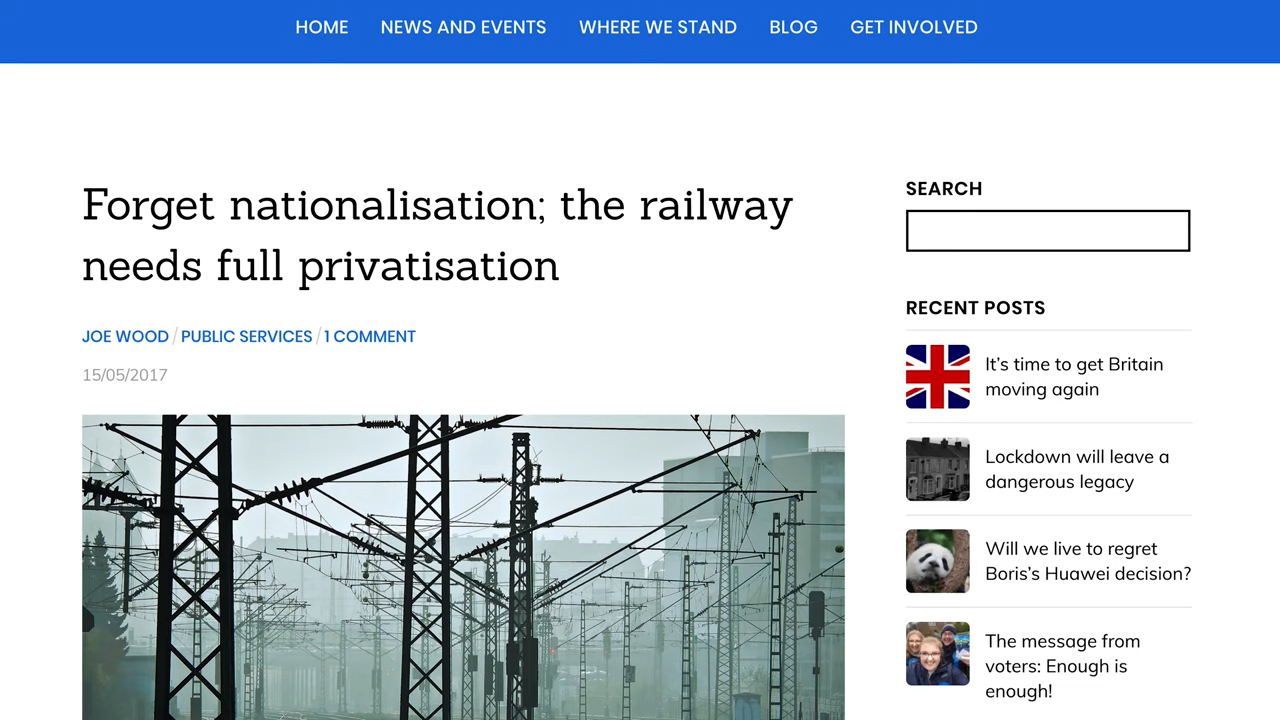 HOME NEWS AND EVENTS WHERE WE STAND BLOG GET INVOLVED
Forget nationalisation; the railway
needs full privatisation
JOE WOOD / PUBLIC SERVICES / 1 COMMENT
15/05/2017
SEARCH
RECENT POSTS
It’s time to get Britain
moving again
Lockdown will leave a
dangerous legacy
Will we live to regret
Boris’s Huawei decision?
The message from
voters: Enough is
enough!